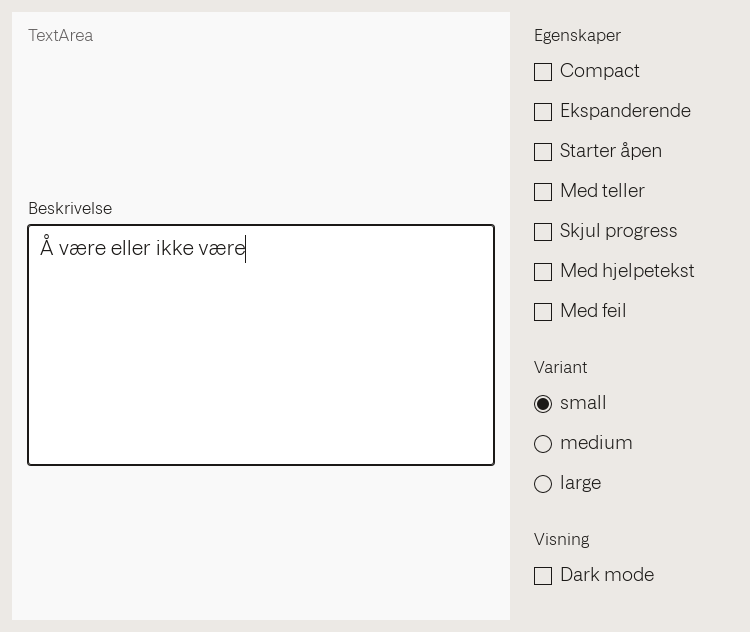 TextArea
Beskrivelse
Å være eller ikke være
Egenskaper
Compact
Ekspanderende
Starter åpen
Med teller
Skjul progress
Med hjelpetekst
Med feil
Variant
small
medium
large
Visning
Dark mode